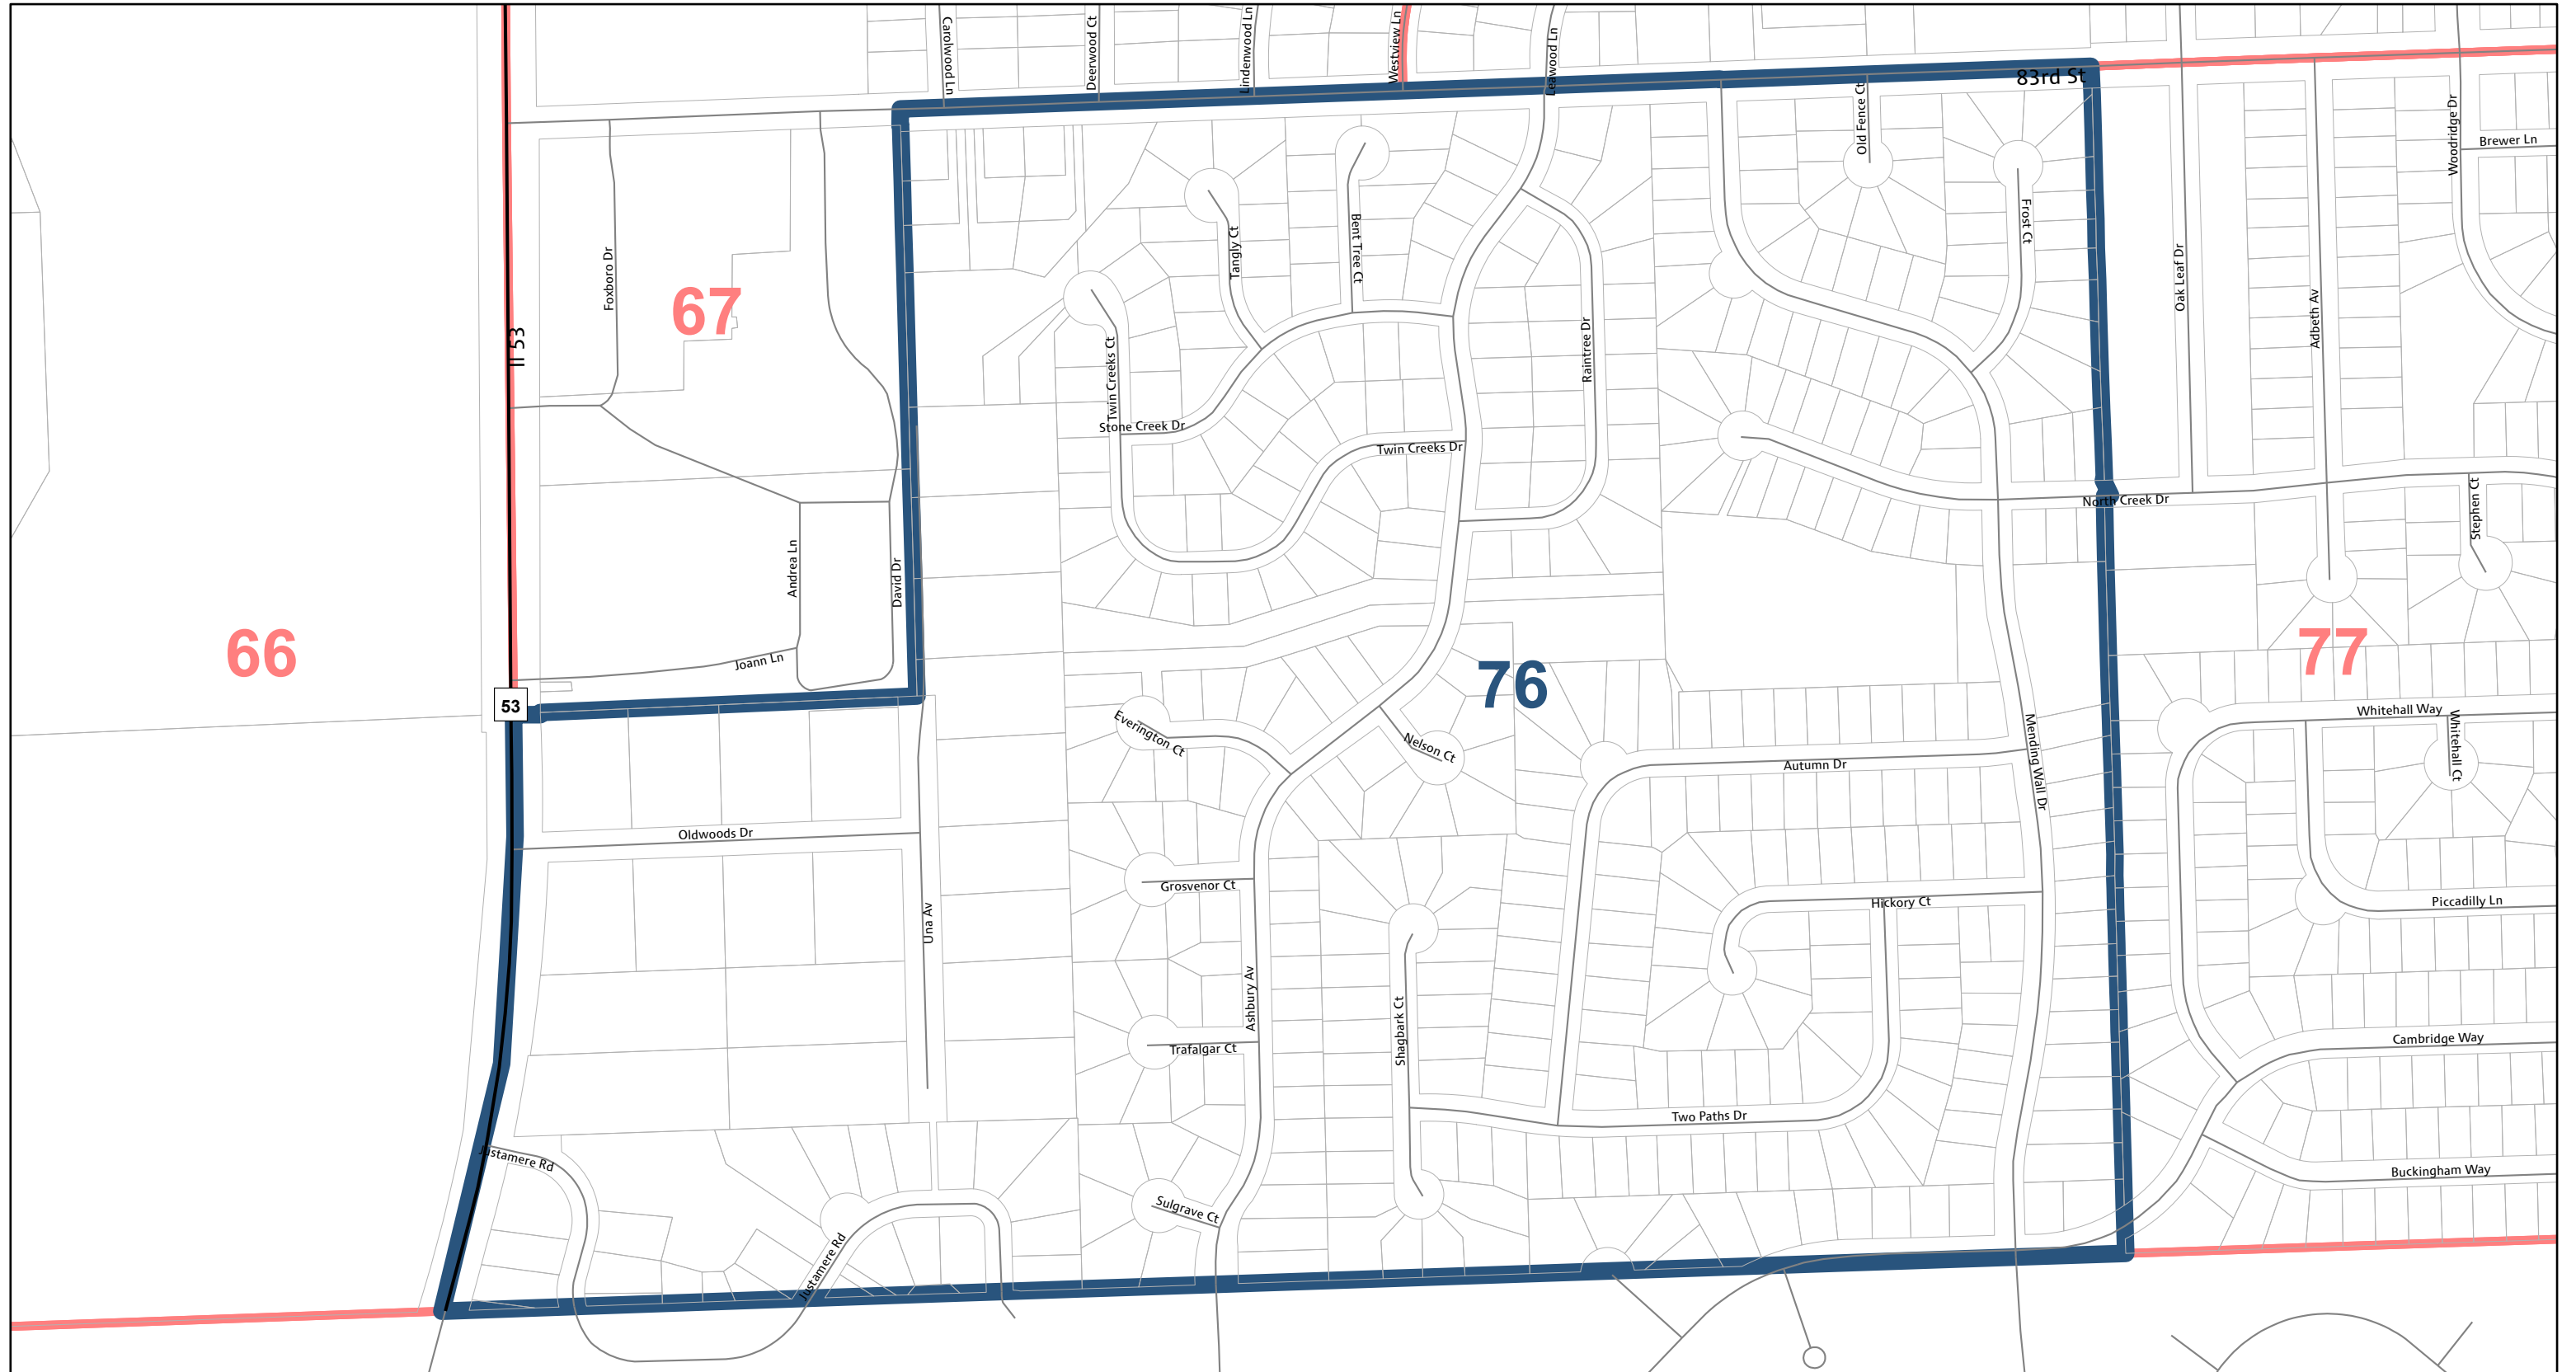 Carolwood Ln
Deerwood Ct
Lindenwood Ln
Westview Ln
Leawood Ln
83rd St
Old Fence Ct
Woodridge Dr
Brewer Ln
Foxboro Dr
67
Il 53
Tangly Ct
Bent Tree Ct
Frost Ct
Oak Leaf Dr
Adbeth Av
Raintree Dr
Twin Creeks Ct
Stone Creek Dr
Twin Creeks Dr
North Creek Dr
Stephen Ct
Andrea Ln
David Dr
66
Joann Ln
76
77
53
Everington Ct
Nelson Ct
Mending Wall Dr
Whitehall Way
Whitehall Ct
Autumn Dr
Oldwoods Dr
Grosvenor Ct
Hickory Ct
Piccadilly Ln
Una Av
Ashbury Av
Shagbark Ct
Trafalgar Ct
Cambridge Way
Two Paths Dr
Justamere Rd
Buckingham Way
Sulgrave Ct
Justamere Rd